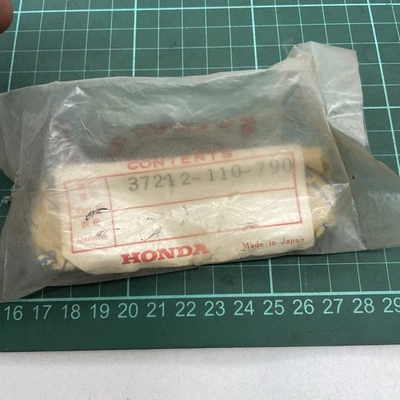 CONTENTS
37212-110-790
HONDA
Made in Japan
16 17 18 19 20 21 22 23 24 25 26 27 28 29